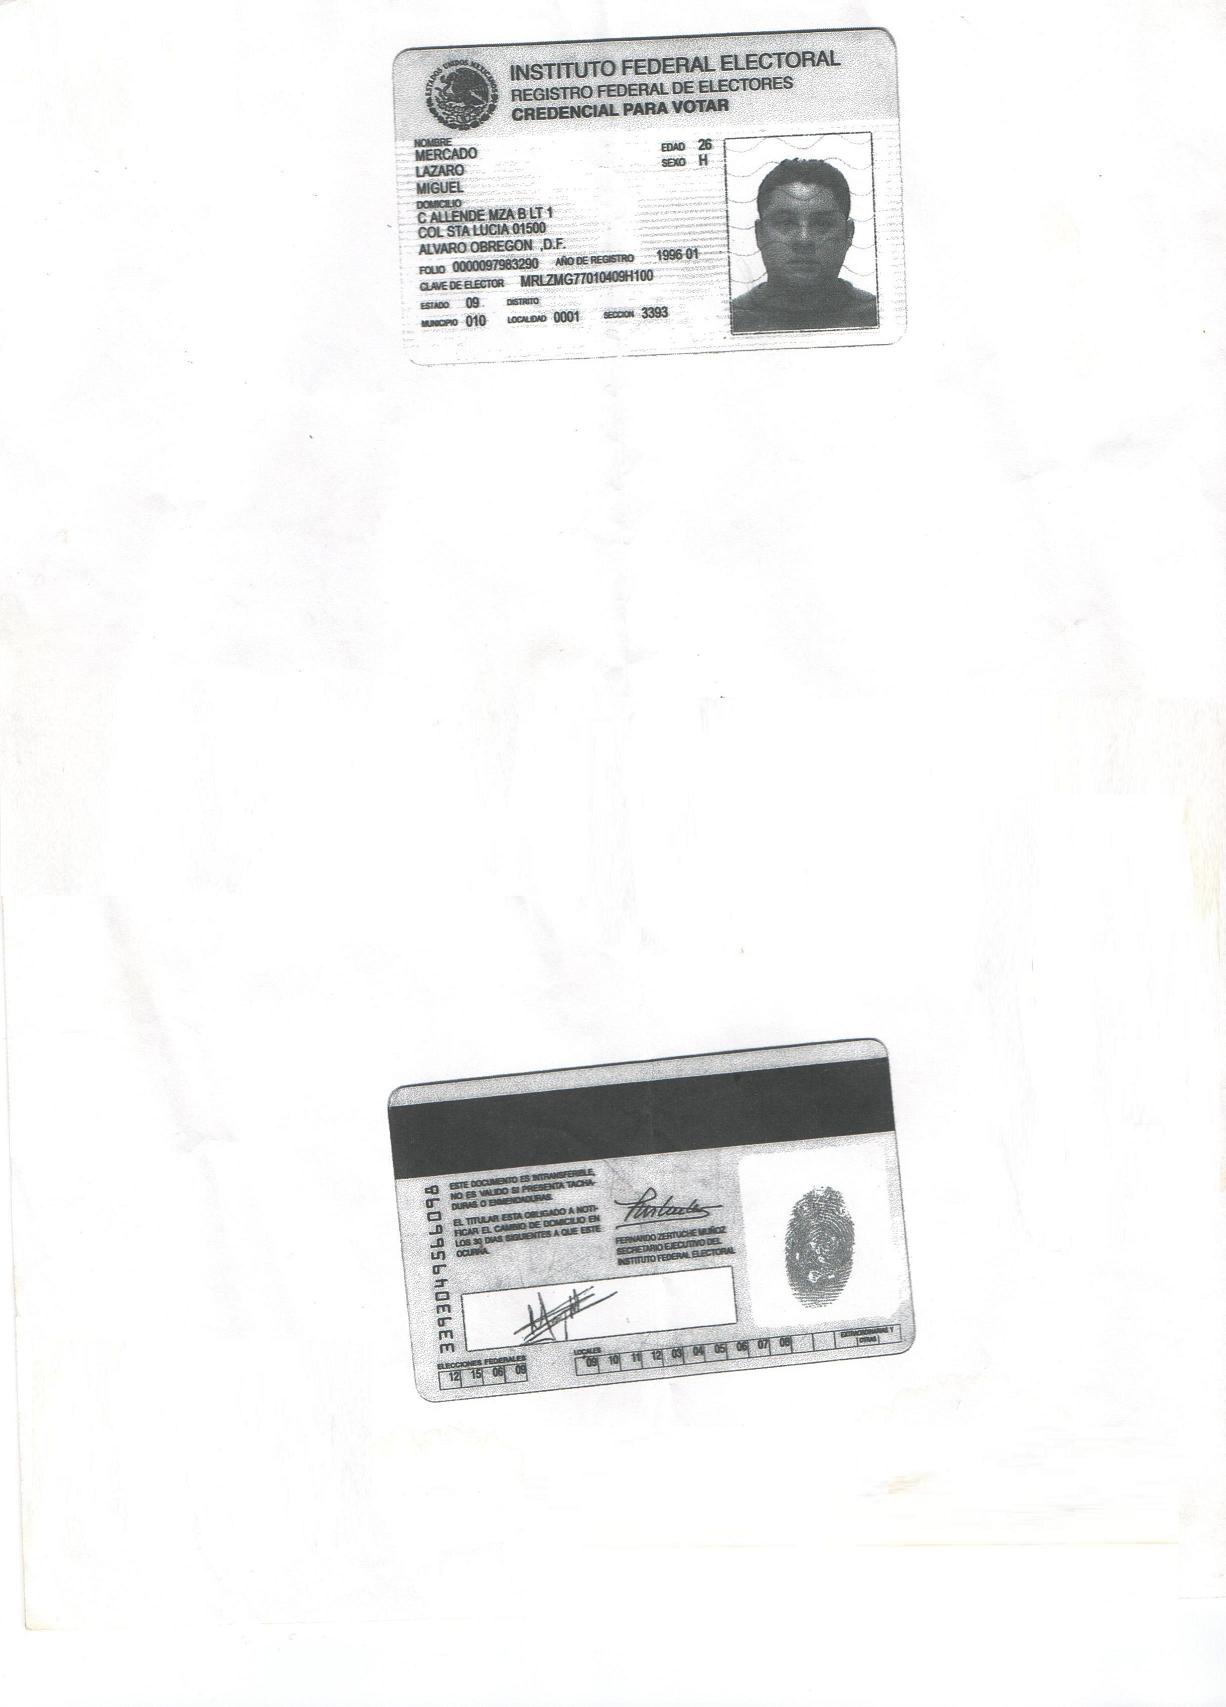 ESTADOS UNIDOS MEXICANOS
INSTITUTO FEDERAL ELECTORAL
REGISTRO FEDERAL DE ELECTORES
CREDENCIAL PARA VOTAR
NOMBRE
MERCADO
LAZARO
MIGUEL
EDAD 26
SEXO H
DOMICILIO
C ALLENDE MZA B LT 1
COL STA LUCIA 01500
ALVARO OBREGON ,D.F.
FOLIO 0000097983290 AÑO DE REGISTRO 1996 01
CLAVE DE ELECTOR MRLZMG77010409H100
ESTADO 09 DISTRITO
MUNICIPIO 010 LOCALIDAD 0001 SECCION 3393
3393049566098
ESTE DOCUMENTO ES INTRANSFERIBLE,
NO ES VALIDO SI PRESENTA TACHA-
DURAS O ENMENDADURAS.
EL TITULAR ESTA OBLIGADO A NOTI-
FICAR EL CAMBIO DE DOMICILIO EN
LOS 30 DIAS SIGUIENTES A QUE ESTE
OCURRA.
FERNANDO ZERTUCHE MUÑOZ
SECRETARIO EJECUTIVO DEL
INSTITUTO FEDERAL ELECTORAL
ELECCIONES FEDERALES
12 15 06 09
LOCALES
09 10 11 12 03 04 05 06 07 08
EXTRAORDINARIAS Y
OTRAS